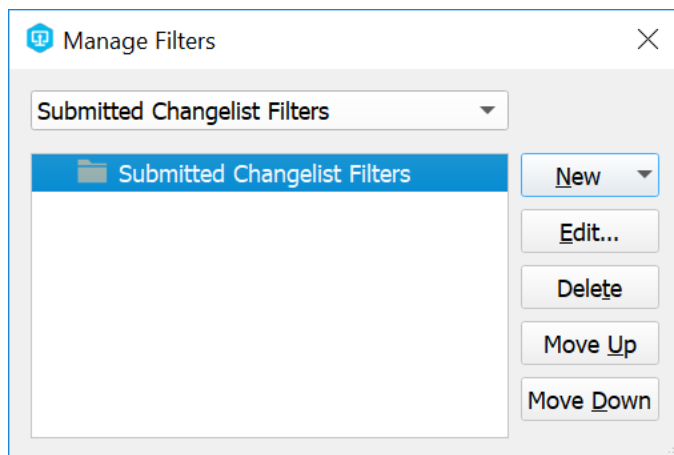 Manage Filters
Submitted Changelist Filters
Submitted Changelist Filters
New
Edit...
Delete
Move Up
Move Down